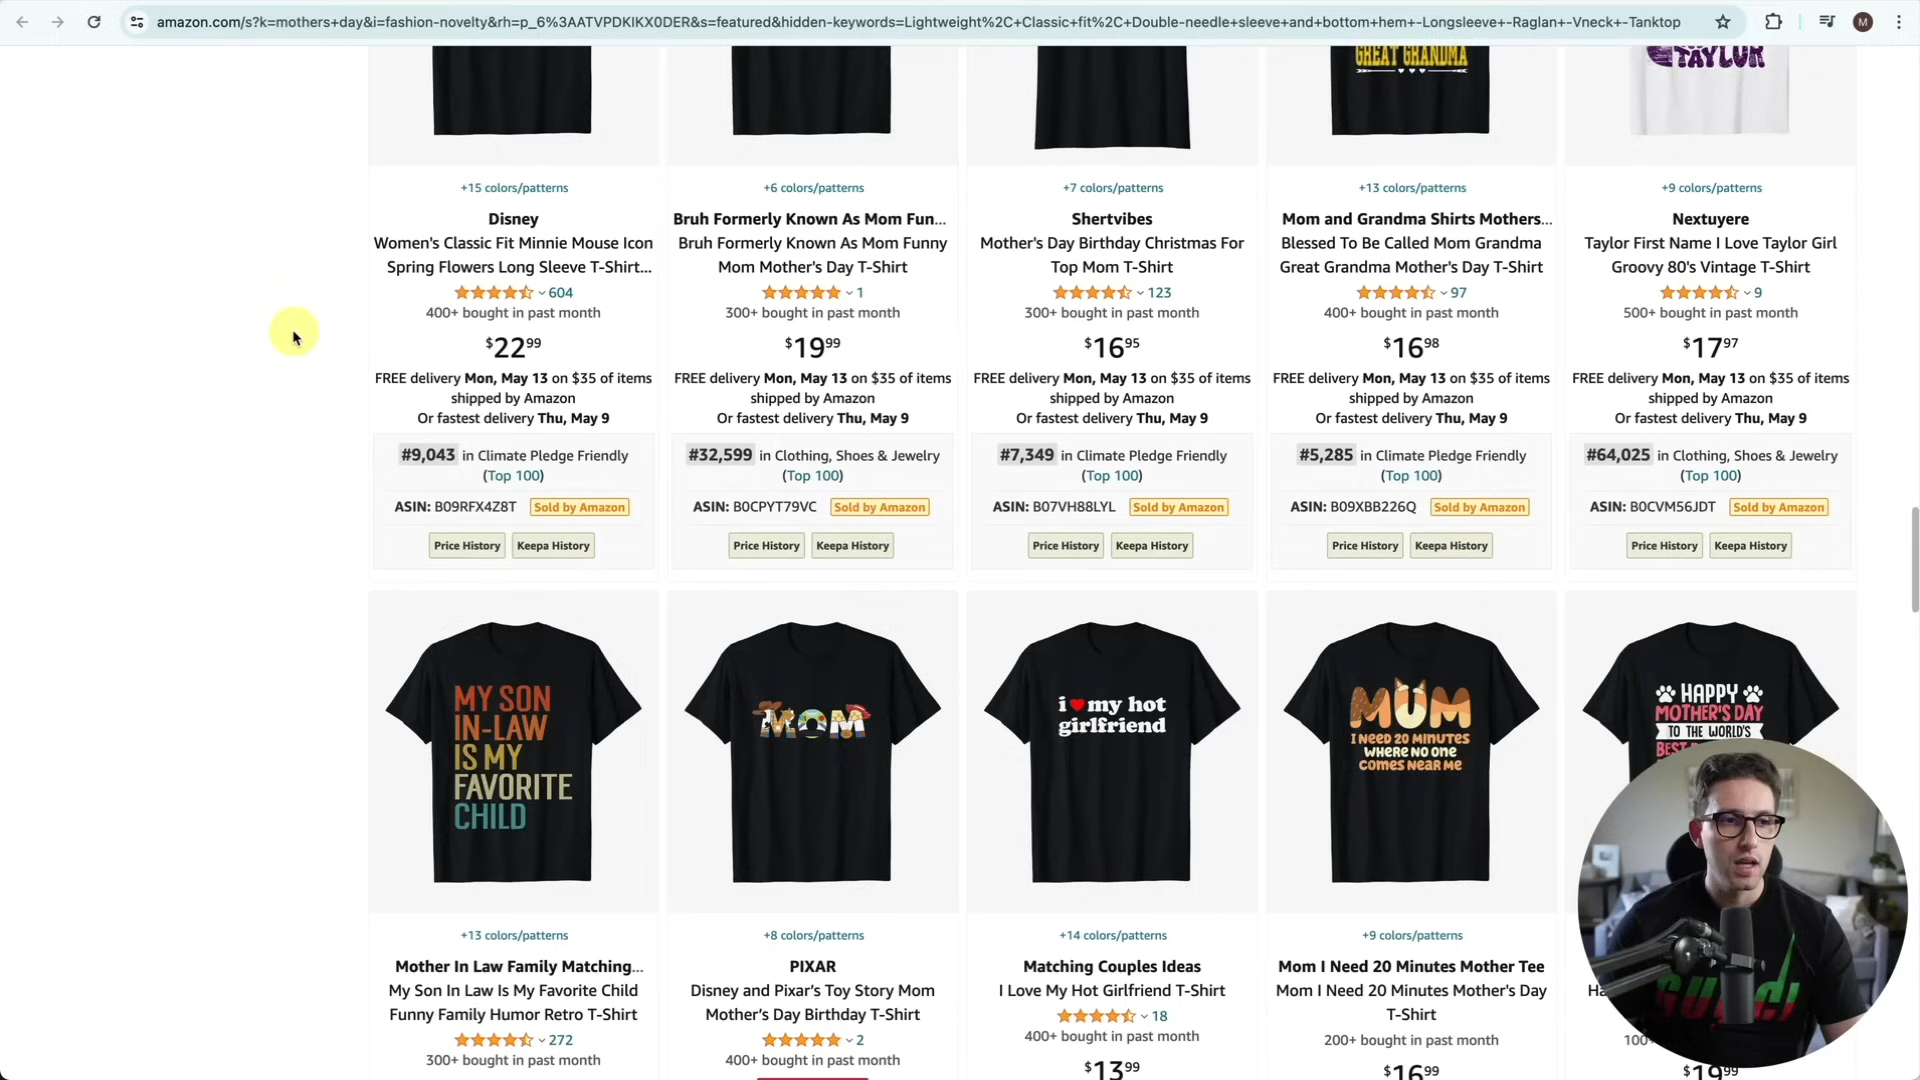 amazon.com/s?k=mothers+day&i=fashion-novelty&rh=p_6%3AATVPDKIKX0DER&s=featured&hidden-keywords=Lightweight%2C+Classic+fit%2C+Double-needle+sleeve+and+bottom+hem+-Longsleeve+-Raglan+-Vneck+-Tanktop
M
GREAT GRANDMA
TAYLOR
+15 colors/patterns
Disney
Women's Classic Fit Minnie Mouse Icon
Spring Flowers Long Sleeve T-Shirt...
604
400+ bought in past month
$22.99
FREE delivery Mon, May 13 on $35 of items
shipped by Amazon
Or fastest delivery Thu, May 9
#9,043 in Climate Pledge Friendly
(Top 100)
ASIN: B09RFX4Z8T Sold by Amazon
Price History Keepa History
+6 colors/patterns
Bruh Formerly Known As Mom Fun...
Bruh Formerly Known As Mom Funny
Mom Mother's Day T-Shirt
1
300+ bought in past month
$19.99
FREE delivery Mon, May 13 on $35 of items
shipped by Amazon
Or fastest delivery Thu, May 9
#32,599 in Clothing, Shoes & Jewelry
(Top 100)
ASIN: B0CPYT79VC Sold by Amazon
Price History Keepa History
+7 colors/patterns
Shertvibes
Mother's Day Birthday Christmas For
Top Mom T-Shirt
123
300+ bought in past month
$16.95
FREE delivery Mon, May 13 on $35 of items
shipped by Amazon
Or fastest delivery Thu, May 9
#7,349 in Climate Pledge Friendly
(Top 100)
ASIN: B07VH88LYL Sold by Amazon
Price History Keepa History
+13 colors/patterns
Mom and Grandma Shirts Mothers...
Blessed To Be Called Mom Grandma
Great Grandma Mother's Day T-Shirt
97
400+ bought in past month
$16.98
FREE delivery Mon, May 13 on $35 of items
shipped by Amazon
Or fastest delivery Thu, May 9
#5,285 in Climate Pledge Friendly
(Top 100)
ASIN: B09XBB226Q Sold by Amazon
Price History Keepa History
+9 colors/patterns
Nextuyere
Taylor First Name I Love Taylor Girl
Groovy 80's Vintage T-Shirt
9
500+ bought in past month
$17.97
FREE delivery Mon, May 13 on $35 of items
shipped by Amazon
Or fastest delivery Thu, May 9
#64,025 in Clothing, Shoes & Jewelry
(Top 100)
ASIN: B0CVM56JDT Sold by Amazon
Price History Keepa History
MY SON
IN-LAW
IS MY
FAVORITE
CHILD
+13 colors/patterns
Mother In Law Family Matching...
My Son In Law Is My Favorite Child
Funny Family Humor Retro T-Shirt
272
300+ bought in past month
MOM
+8 colors/patterns
PIXAR
Disney and Pixar's Toy Story Mom
Mother's Day Birthday T-Shirt
2
400+ bought in past month
i ❤ my hot
girlfriend
+14 colors/patterns
Matching Couples Ideas
I Love My Hot Girlfriend T-Shirt
18
400+ bought in past month
$13.99
MUM
I NEED 20 MINUTES
WHERE NO ONE
COMES NEAR ME
+9 colors/patterns
Mom I Need 20 Minutes Mother Tee
Mom I Need 20 Minutes Mother's Day
T-Shirt
200+ bought in past month
$16.99
HAPPY
MOTHER'S DAY
TO THE WORLD'S
$19.99